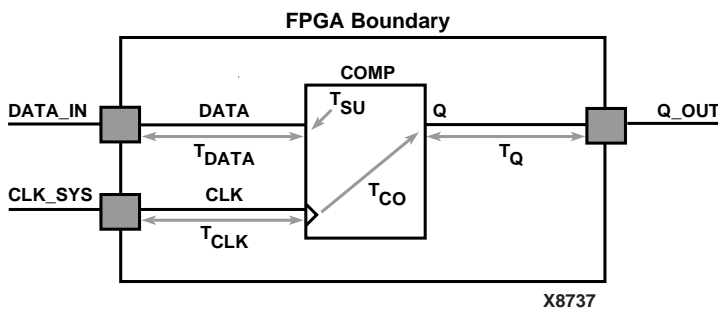 FPGA Boundary
COMP
DATA_IN
DATA
TSU
Q
Q_OUT
TDATA
TQ
CLK_SYS
CLK
TCO
TCLK
X8737